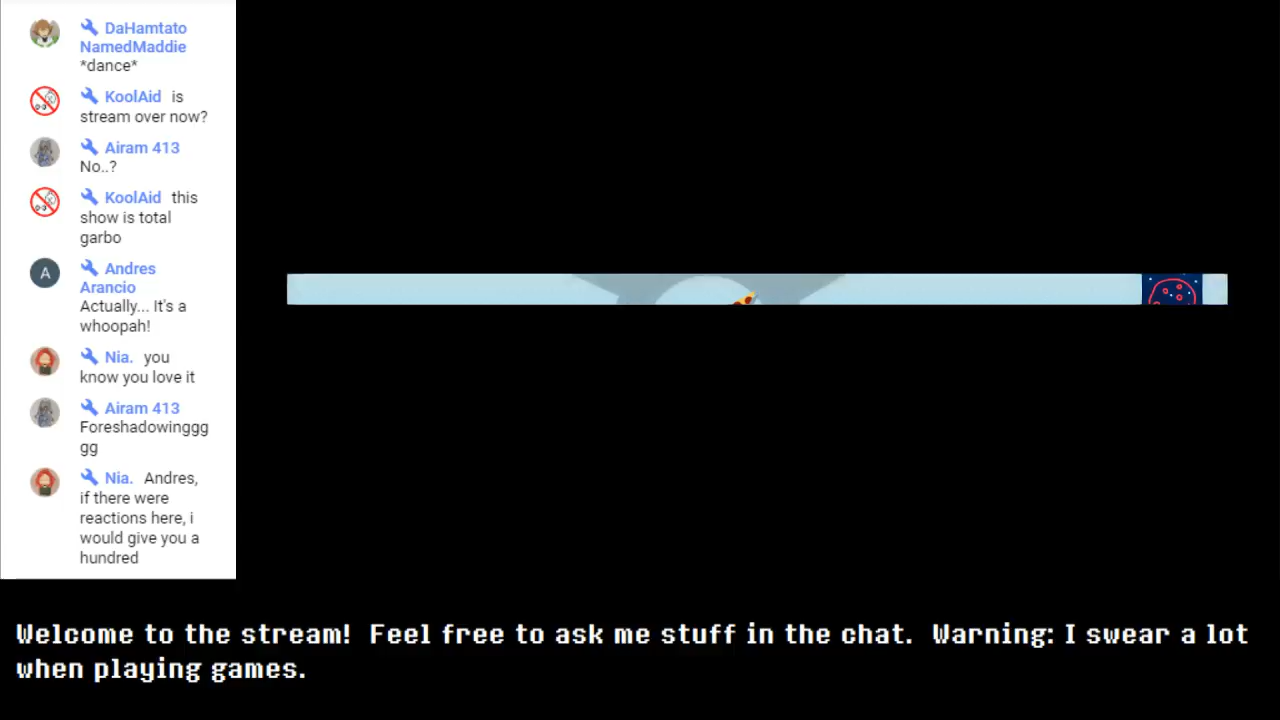 DaHamtato
NamedMaddie
*dance*
KoolAid is
stream over now?
Airam 413
No..?
KoolAid this
show is total
garbo
A
Andres
Arancio
Actually... It's a
whoopah!
Nia. you
know you love it
Airam 413
Foreshadowinggg
gg
Nia. Andres,
if there were
reactions here, i
would give you a
hundred
Welcome to the stream! Feel free to ask me stuff in the chat. Warning: I swear a lot
when playing games.